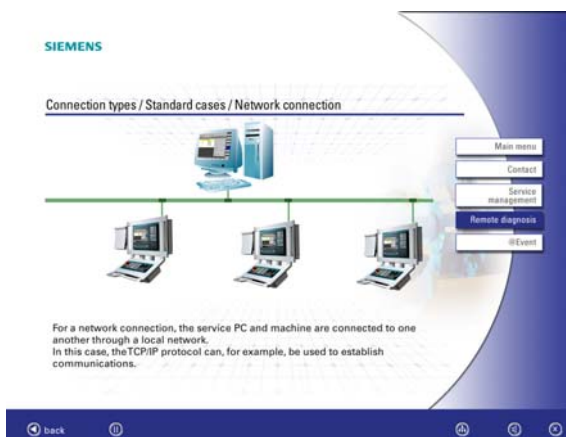 SIEMENS
Connection types / Standard cases / Network connection
Main menu
Contact
Service
management
Remote diagnosis
@Event
For a network connection, the service PC and machine are connected to one
another through a local network.
In this case, theTCP/IP protocol can, for example, be used to establish
communications.
back